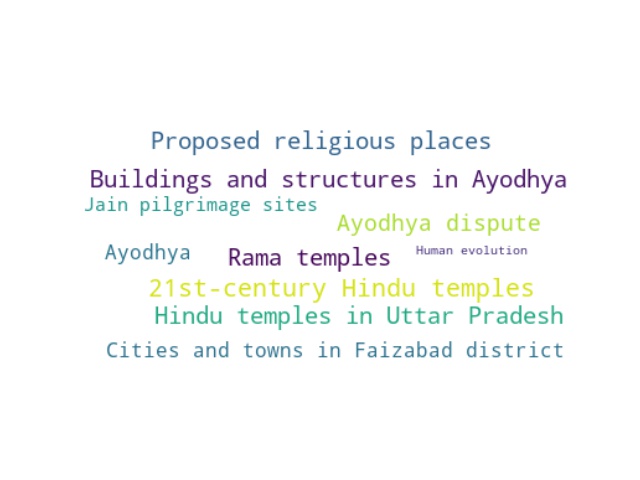 Proposed religious places
Buildings and structures in Ayodhya
Jain pilgrimage sites
Ayodhya dispute
Ayodhya
Rama temples
Human evolution
21st-century Hindu temples
Hindu temples in Uttar Pradesh
Cities and towns in Faizabad district